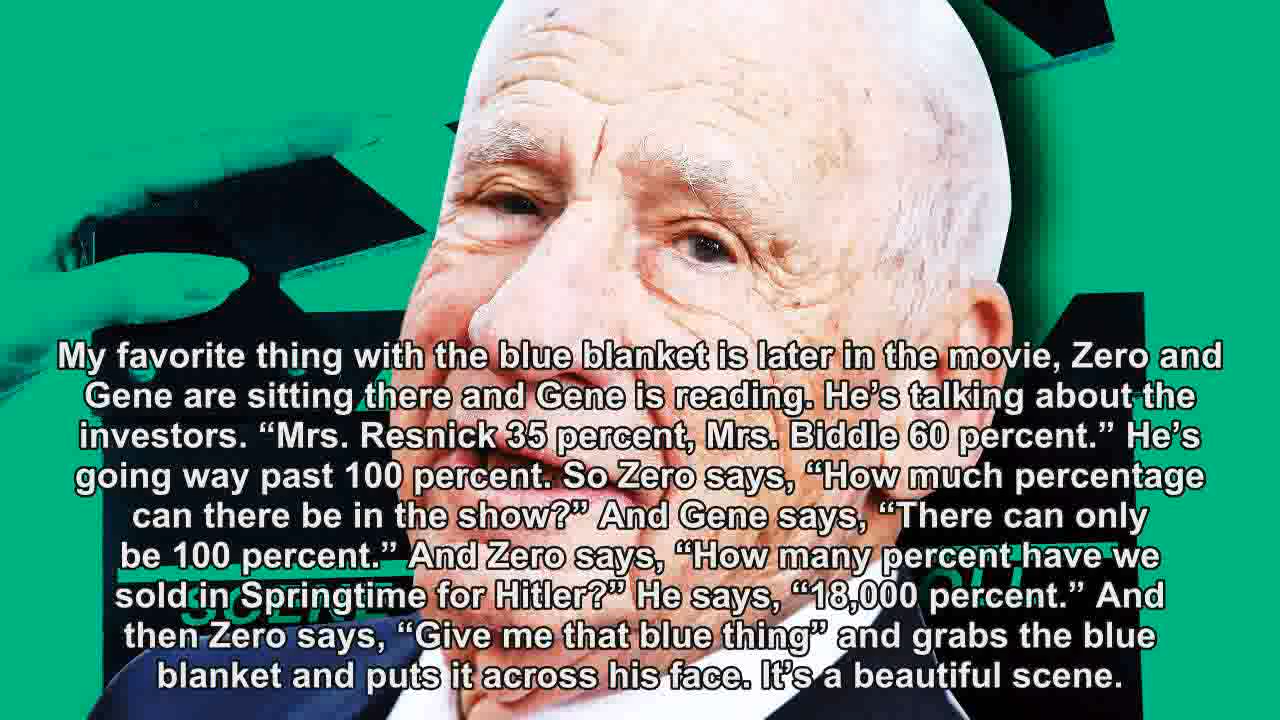 My favorite thing with the blue blanket is later in the movie, Zero and
Gene are sitting there and Gene is reading. He’s talking about the
investors. “Mrs. Resnick 35 percent, Mrs. Biddle 60 percent.” He’s
going way past 100 percent. So Zero says, “How much percentage
can there be in the show?” And Gene says, “There can only
be 100 percent.” And Zero says, “How many percent have we
sold in Springtime for Hitler?” He says, “18,000 percent.” And
then Zero says, “Give me that blue thing” and grabs the blue
blanket and puts it across his face. It’s a beautiful scene.
SCENE